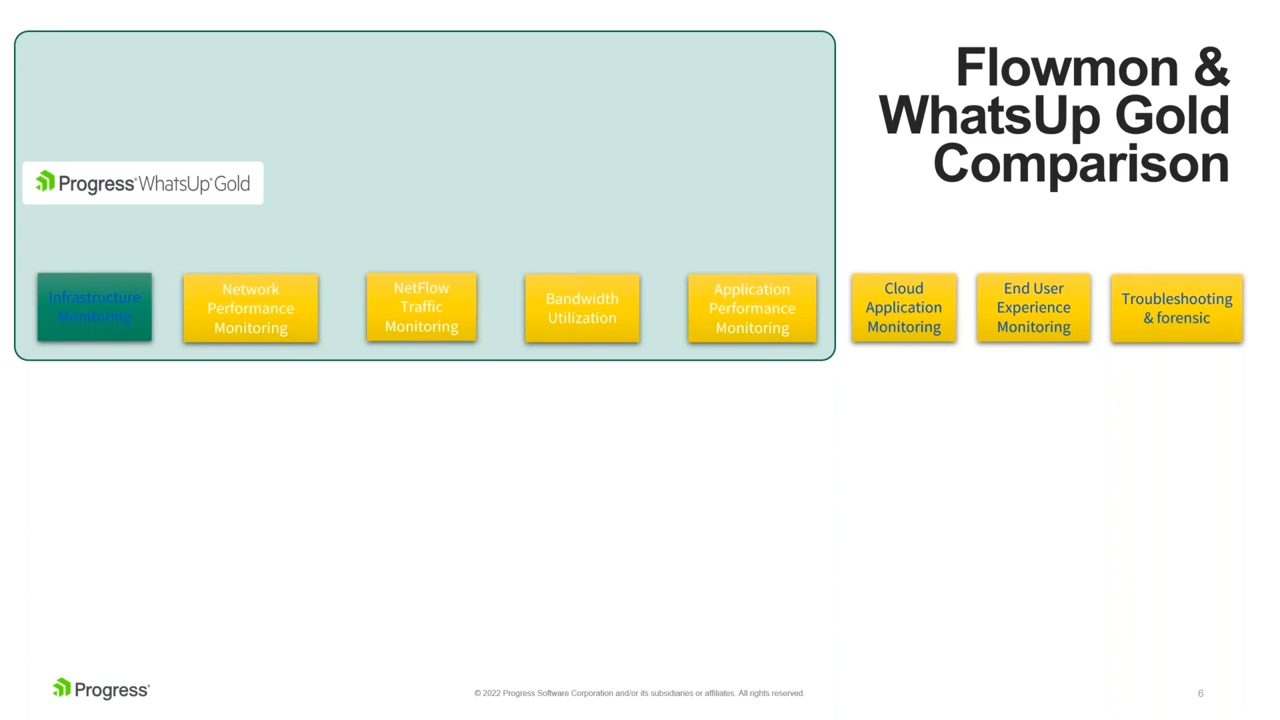 Flowmon &
WhatsUp Gold
Comparison
Progress® WhatsUp® Gold
Infrastructure
Monitoring
Network
Performance
Monitoring
NetFlow
Traffic
Monitoring
Bandwidth
Utilization
Application
Performance
Monitoring
Cloud
Application
Monitoring
End User
Experience
Monitoring
Troubleshooting
& forensic
Progress®
© 2022 Progress Software Corporation and/or its subsidiaries or affiliates. All rights reserved.
6